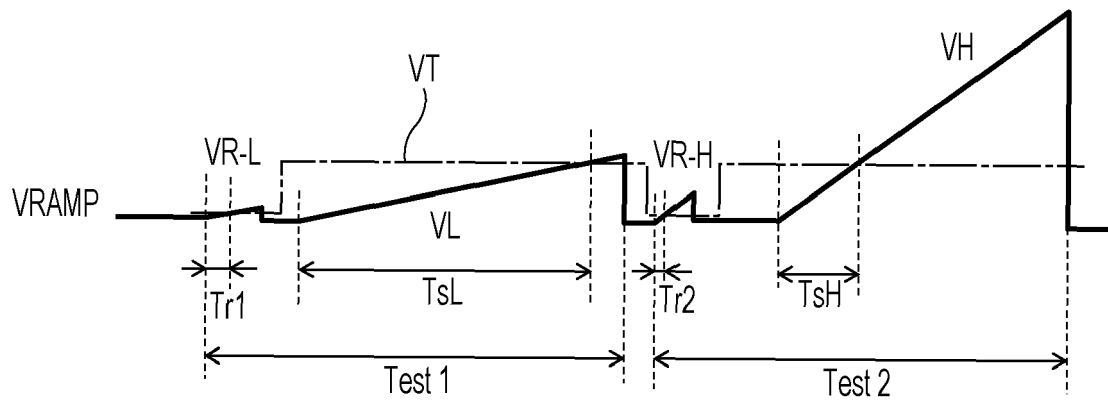 VH
VT
VR-L
VR-H
VRAMP
VL
Tr1
TsL
Tr2
TsH
Test 1
Test 2